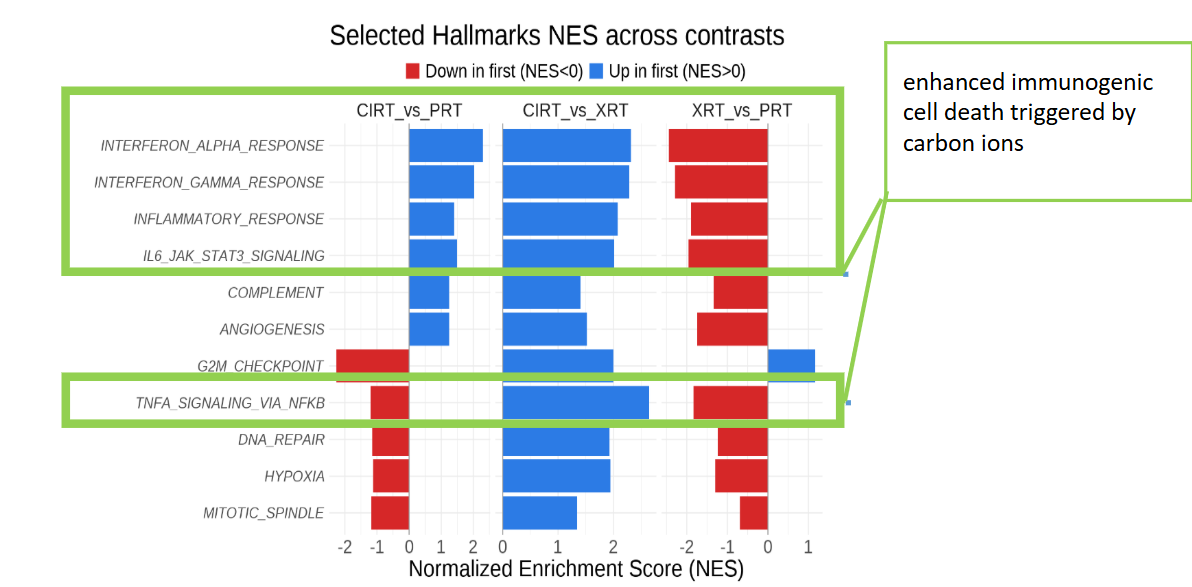 Selected Hallmarks NES across contrasts
Down in first (NES<0) Up in first (NES>0)
CIRT_vs_PRT CIRT_vs_XRT XRT_vs_PRT
INTERFERON_ALPHA_RESPONSE
INTERFERON_GAMMA_RESPONSE
INFLAMMATORY_RESPONSE
IL6_JAK_STAT3_SIGNALING
COMPLEMENT
ANGIOGENESIS
G2M_CHECKPOINT
TNFA_SIGNALING_VIA_NFKB
DNA_REPAIR
HYPOXIA
MITOTIC_SPINDLE
-2 -1 0 1 2 0 1 2 -2 -1 0 1
Normalized Enrichment Score (NES)
enhanced immunogenic
cell death triggered by
carbon ions